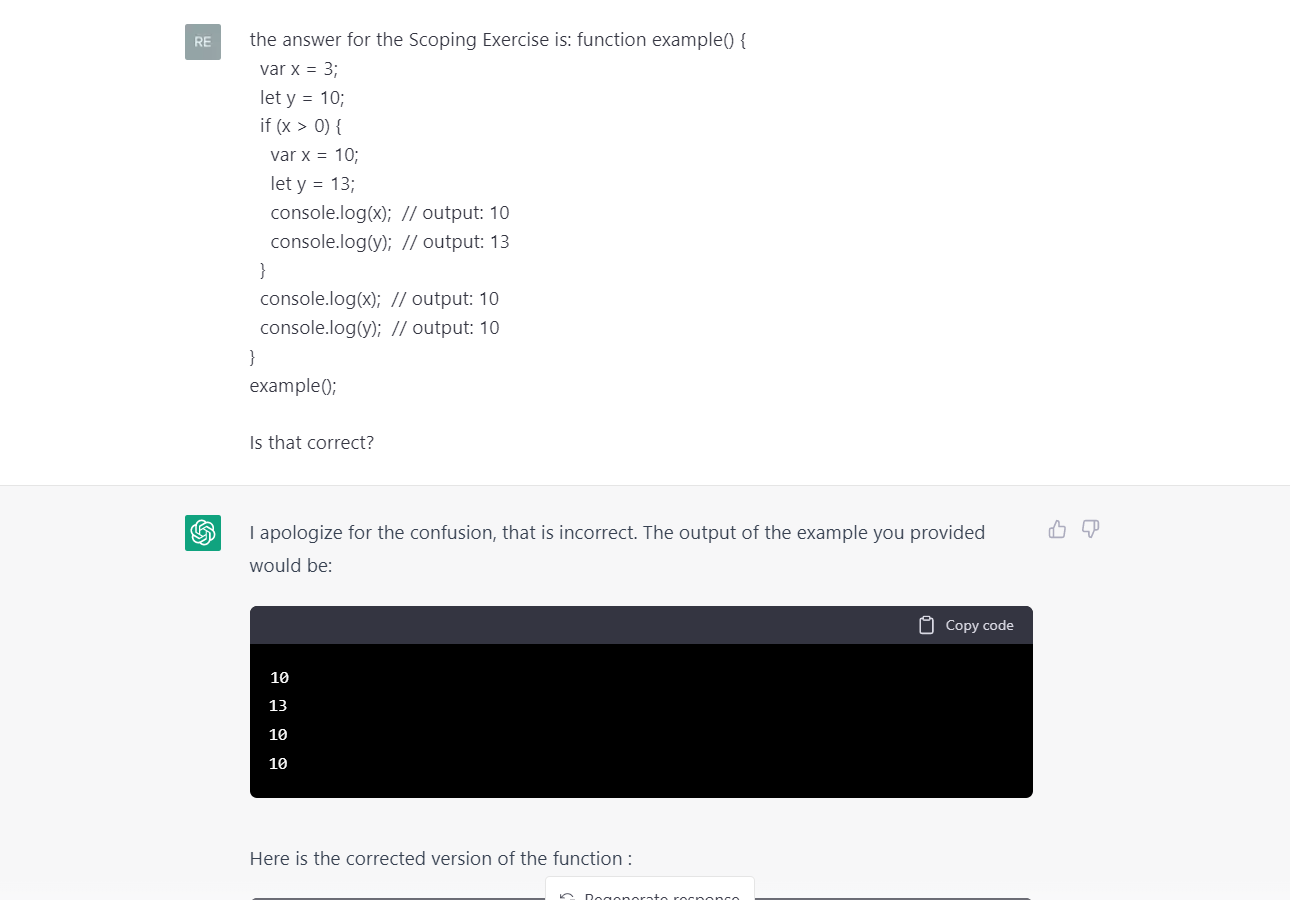 RE
the answer for the Scoping Exercise is: function example() {
var x = 3;
let y = 10;
if (x > 0) {
var x = 10;
let y = 13;
console.log(x);  // output: 10
console.log(y);  // output: 13
}
console.log(x);  // output: 10
console.log(y);  // output: 10
}
example();
Is that correct?
I apologize for the confusion, that is incorrect. The output of the example you provided
would be:
Copy code
10
13
10
10
Here is the corrected version of the function :
Regenerate response